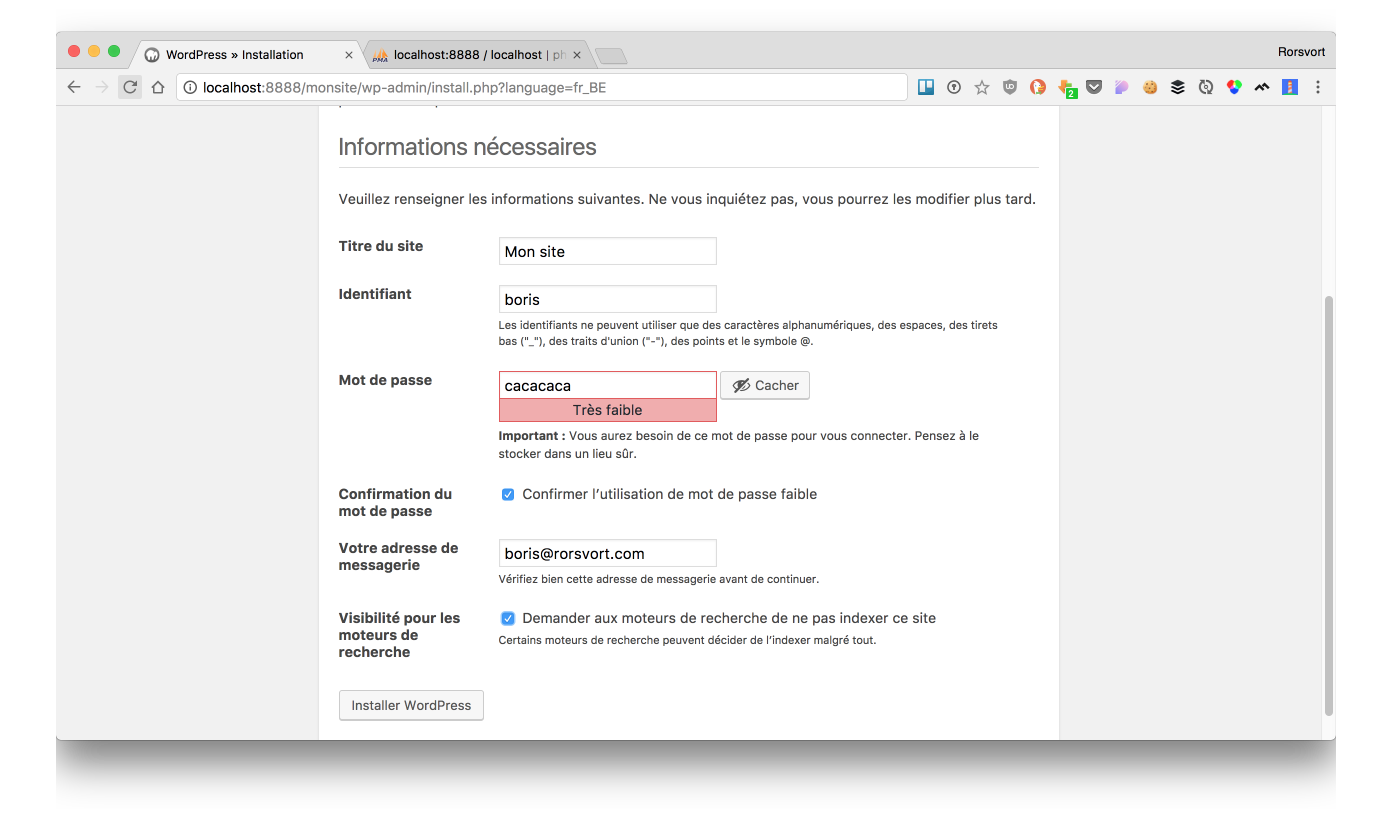 WordPress » Installation
localhost:8888 / localhost | ph
Rorsvort
localhost:8888/monsite/wp-admin/install.php?language=fr_BE
2
Informations nécessaires
Veuillez renseigner les informations suivantes. Ne vous inquiétez pas, vous pourrez les modifier plus tard.
Titre du site
Mon site
Identifiant
boris
Les identifiants ne peuvent utiliser que des caractères alphanumériques, des espaces, des tirets
bas ("_"), des traits d'union ("-"), des points et le symbole @.
Mot de passe
cacacaca
Cacher
Très faible
Important : Vous aurez besoin de ce mot de passe pour vous connecter. Pensez à le
stocker dans un lieu sûr.
Confirmation du
mot de passe
Confirmer l’utilisation de mot de passe faible
Votre adresse de
messagerie
boris@rorsvort.com
Vérifiez bien cette adresse de messagerie avant de continuer.
Visibilité pour les
moteurs de
recherche
Demander aux moteurs de recherche de ne pas indexer ce site
Certains moteurs de recherche peuvent décider de l’indexer malgré tout.
Installer WordPress